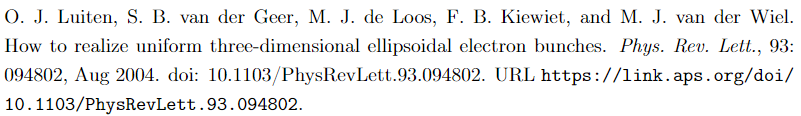 O. J. Luiten, S. B. van der Geer, M. J. de Loos, F. B. Kiewiet, and M. J. van der Wiel.
How to realize uniform three-dimensional ellipsoidal electron bunches. Phys. Rev. Lett., 93:
094802, Aug 2004. doi: 10.1103/PhysRevLett.93.094802. URL https://link.aps.org/doi/
10.1103/PhysRevLett.93.094802.